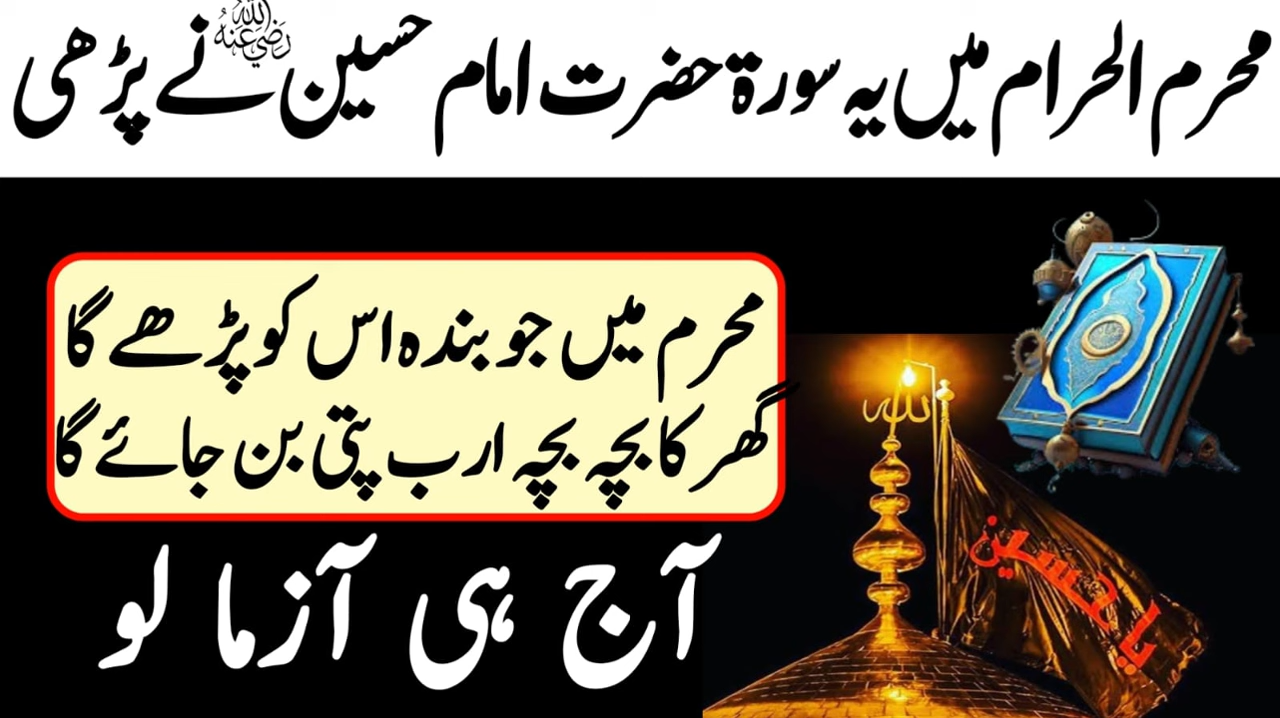 محرم الحرام میں یہ سورۃ حضرت امام حسین رضی اللہ عنہ نے پڑھی
محرم میں جو بندہ اس کو پڑھے گا
گھر کا بچہ بچہ ارب پتی بن جائے گا
آج ہی آزما لو
الله
یا حسین